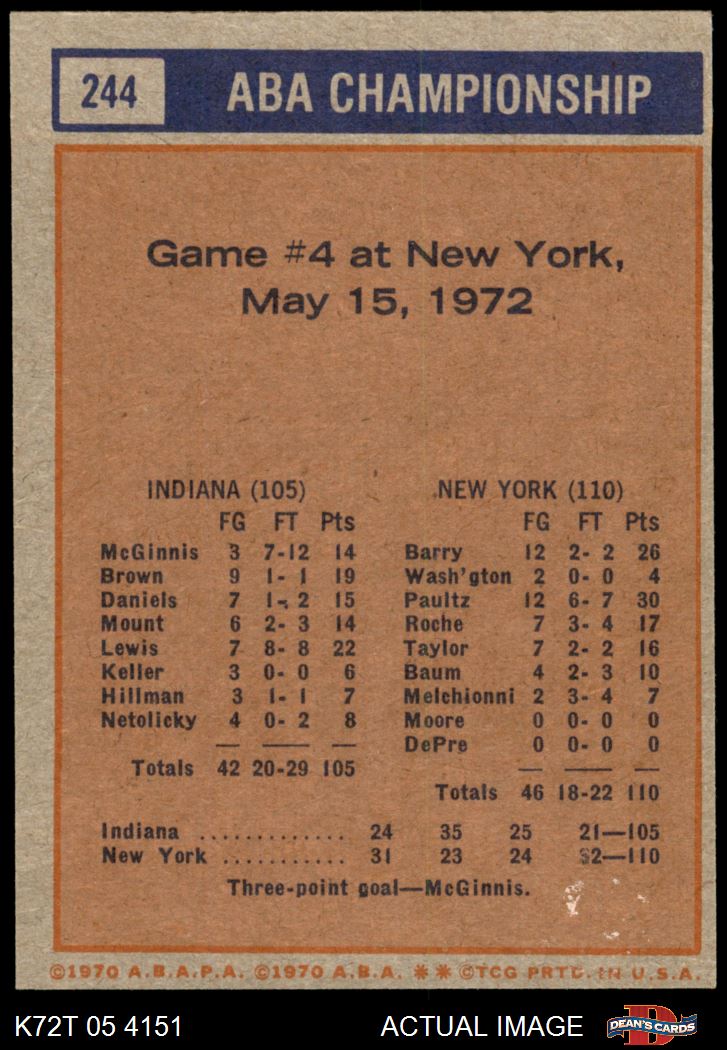 244 ABA CHAMPIONSHIP
Game #4 at New York,
May 15, 1972
INDIANA (105)
FG FT Pts
McGinnis 3 7-12 14
Brown 9 1- 1 19
Daniels 7 1- 2 15
Mount 6 2- 3 14
Lewis 7 8- 8 22
Keller 3 0- 0 6
Hillman 3 1- 1 7
Netolicky 4 0- 2 8
Totals 42 20-29 105
NEW YORK (110)
FG FT Pts
Barry 12 2- 2 26
Wash'gton 2 0- 0 4
Paultz 12 6- 7 30
Roche 7 3- 4 17
Taylor 7 2- 2 16
Baum 4 2- 3 10
Melchionni 2 3- 4 7
Moore 0 0- 0 0
DePre 0 0- 0 0
Totals 46 18-22 110
Indiana ............. 24 35 25 21—105
New York ........... 31 23 24 32—110
Three-point goal—McGinnis.
©1970 A.B.A.P.A. ©1970 A.B.A. ** ©TCG PRTD. IN U.S.A.
K72T 05 4151 ACTUAL IMAGE DEAN'S CARDS